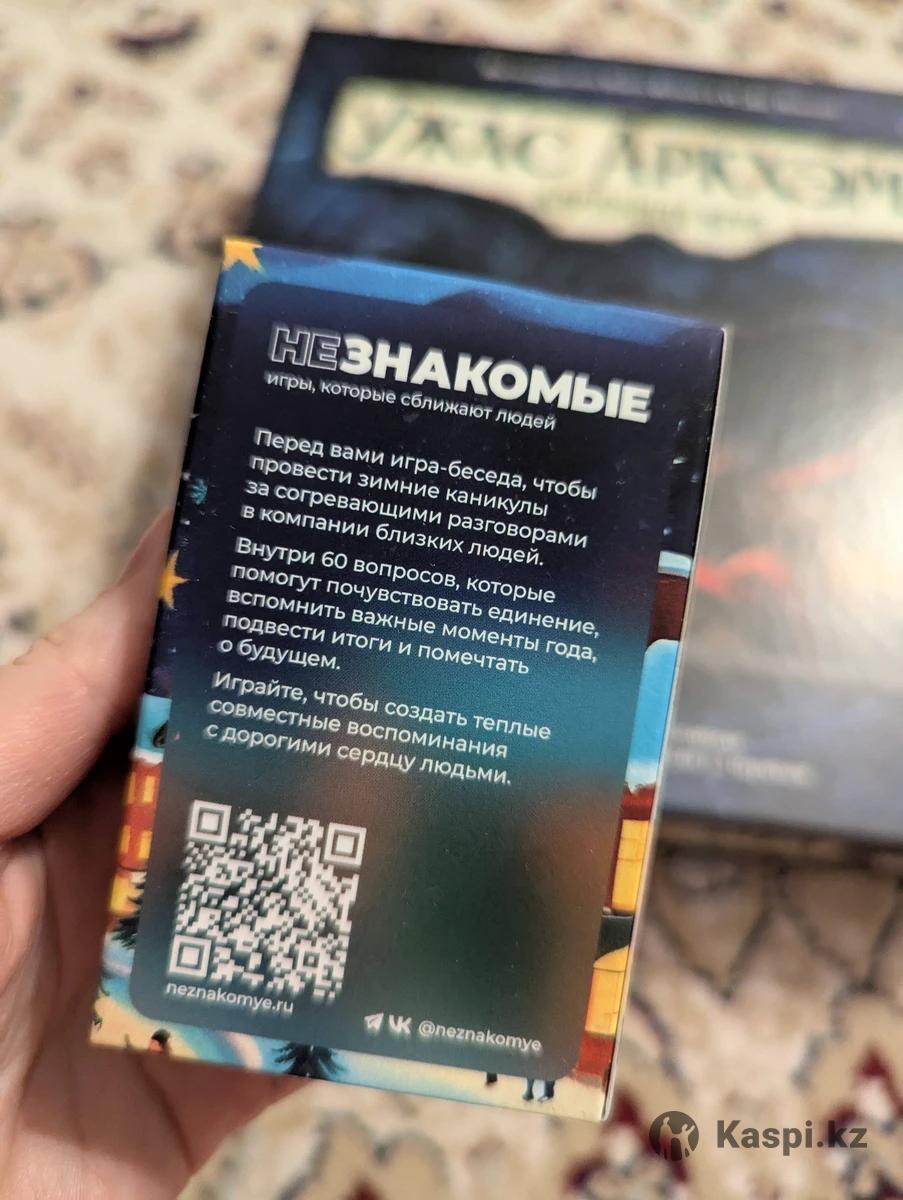 УЖАС АРКХЭМ
НЕЗНАКОМЫЕ
игры, которые сближают людей
Перед вами игра-беседа, чтобы
провести зимние каникулы
за согревающими разговорами
в компании близких людей.
Внутри 60 вопросов, которые
помогут почувствовать единение,
вспомнить важные моменты года,
подвести итоги и помечтать
о будущем.
Играйте, чтобы создать теплые
совместные воспоминания
с дорогими сердцу людьми.
neznakomye.ru
VK @neznakomye
Kaspi.kz